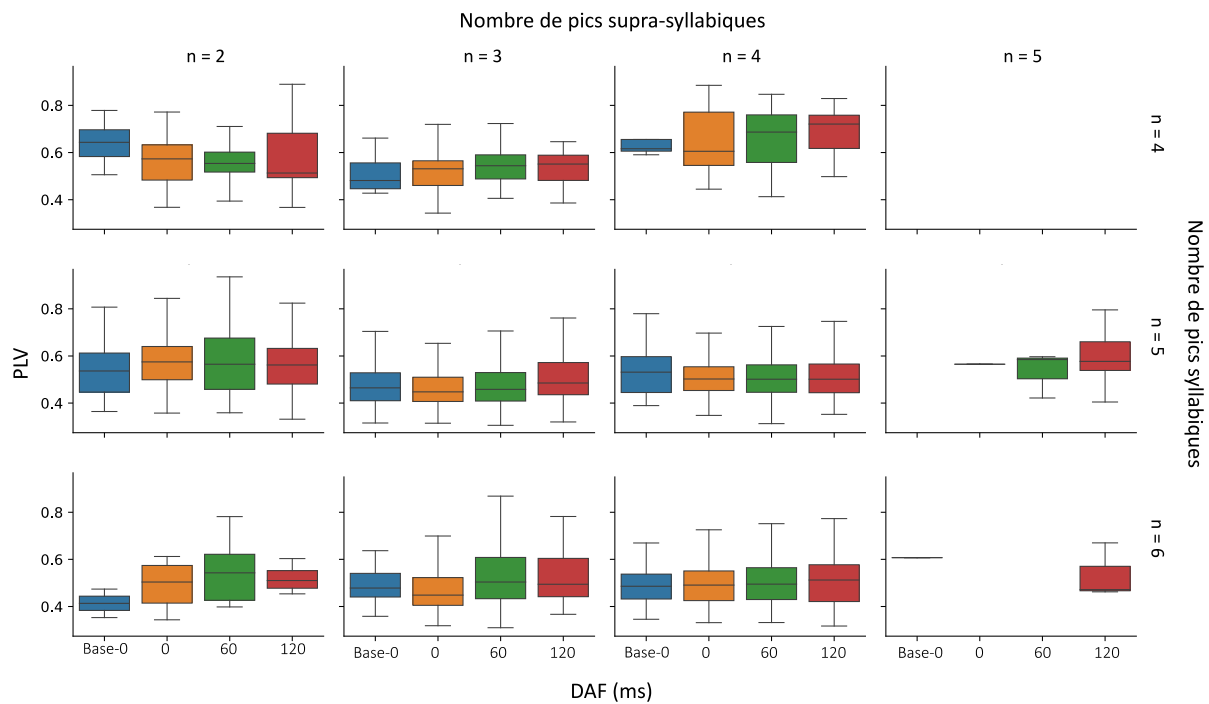 Nombre de pics supra-syllabiques
n = 2 n = 3 n = 4 n = 5
0.8
0.6
0.4
n = 4
0.8
0.6
0.4
n = 5
0.8
0.6
0.4
n = 6
PLV
Nombre de pics syllabiques
Base-0 0 60 120 Base-0 0 60 120 Base-0 0 60 120 Base-0 0 60 120
DAF (ms)